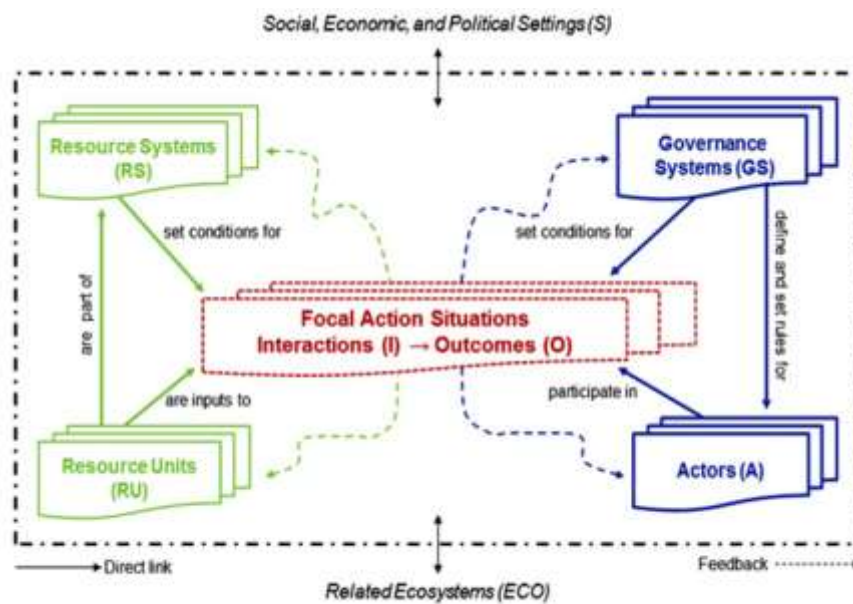 Social, Economic, and Political Settings (S)
Resource Systems
(RS)
Governance
Systems (GS)
set conditions for
set conditions for
are part of
define and set rules for
Focal Action Situations
Interactions (I) → Outcomes (O)
are inputs to
participate in
Resource Units
(RU)
Actors (A)
Direct link
Feedback
Related Ecosystems (ECO)